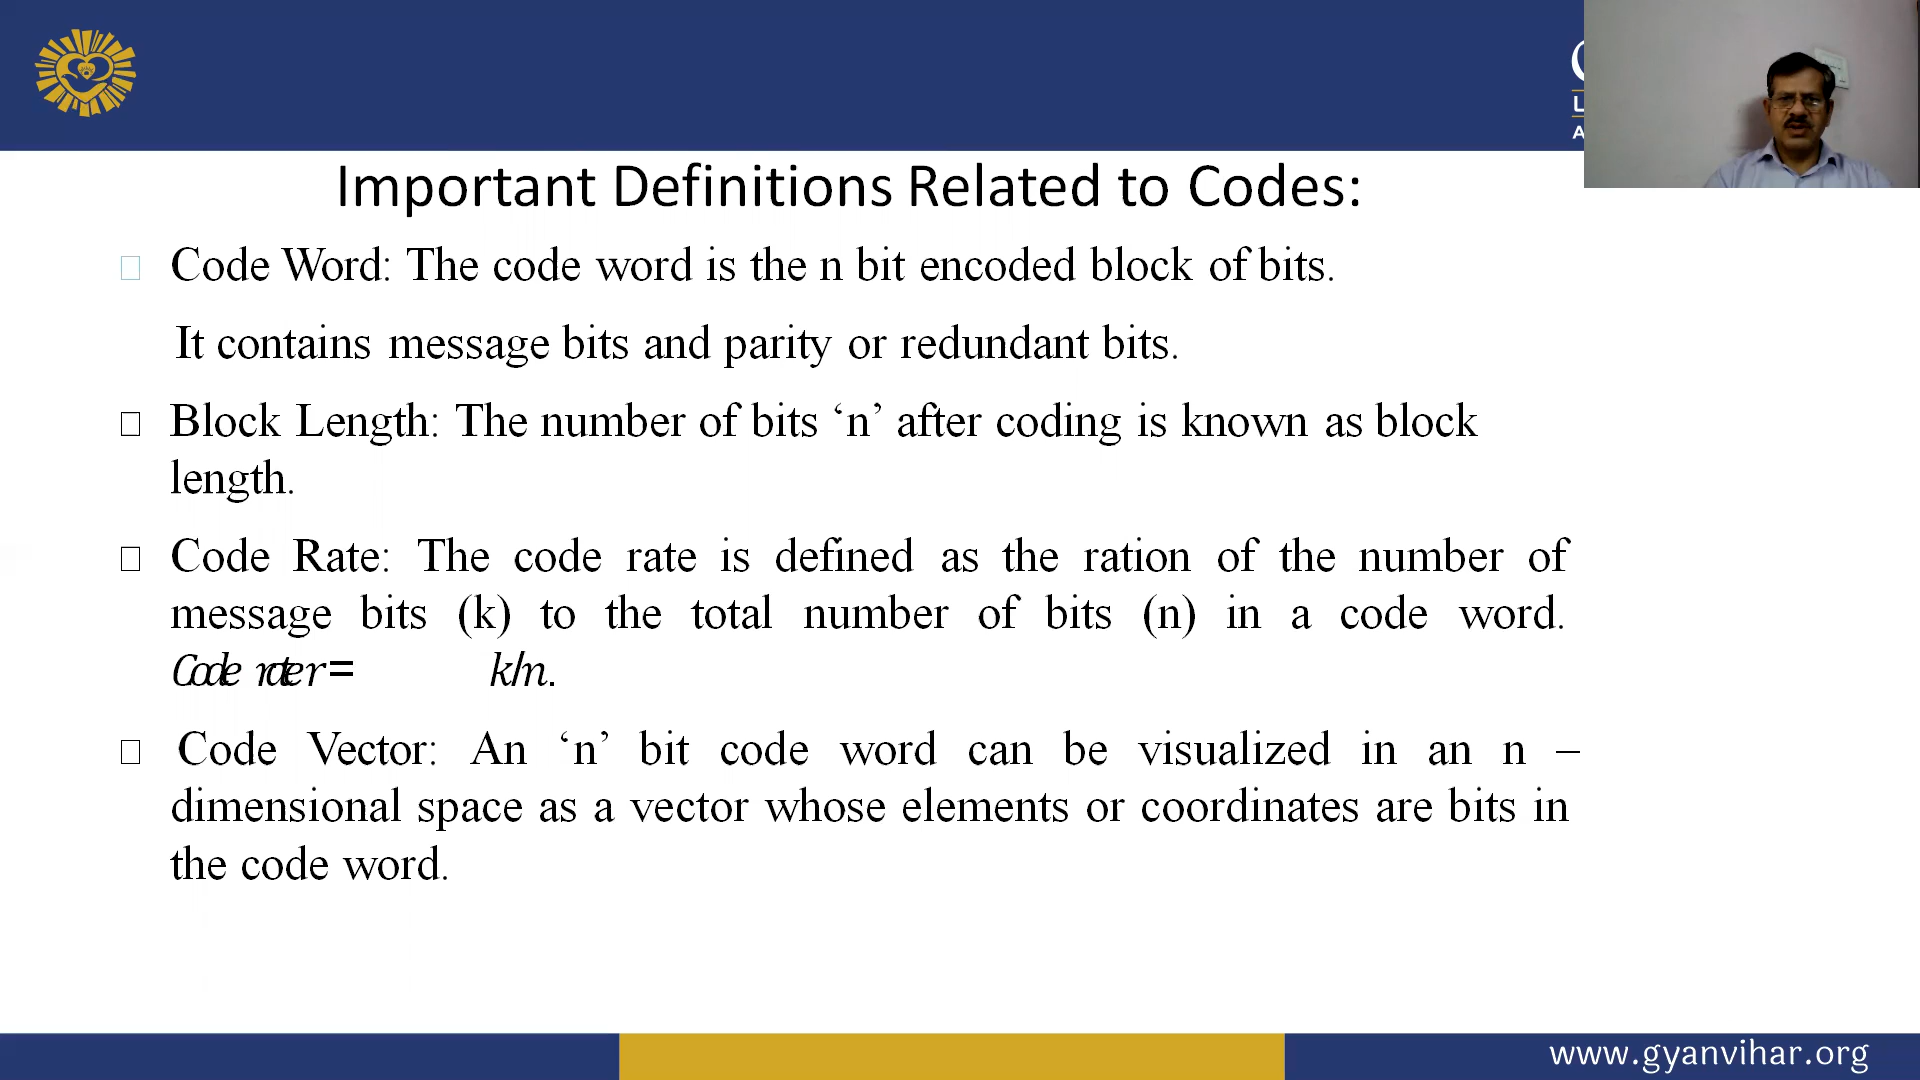 Important Definitions Related to Codes:
Code Word: The code word is the n bit encoded block of bits.
It contains message bits and parity or redundant bits.
Block Length: The number of bits ‘n’ after coding is known as block
length.
Code Rate: The code rate is defined as the ration of the number of
message bits (k) to the total number of bits (n) in a code word.
Code rate r = k/n.
Code Vector: An ‘n’ bit code word can be visualized in an n –
dimensional space as a vector whose elements or coordinates are bits in
the code word.
www.gyanvihar.org